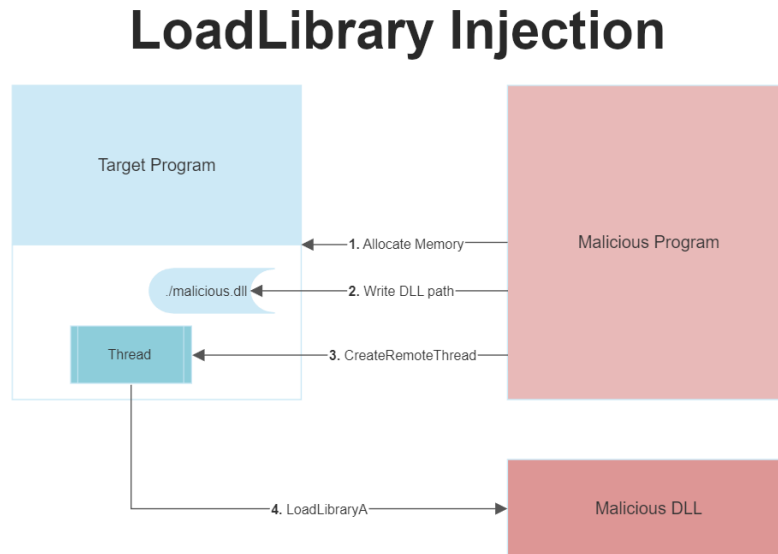 LoadLibrary Injection
Target Program
Malicious Program
1. Allocate Memory
./malicious.dll
2. Write DLL path
Thread
3. CreateRemoteThread
4. LoadLibraryA
Malicious DLL